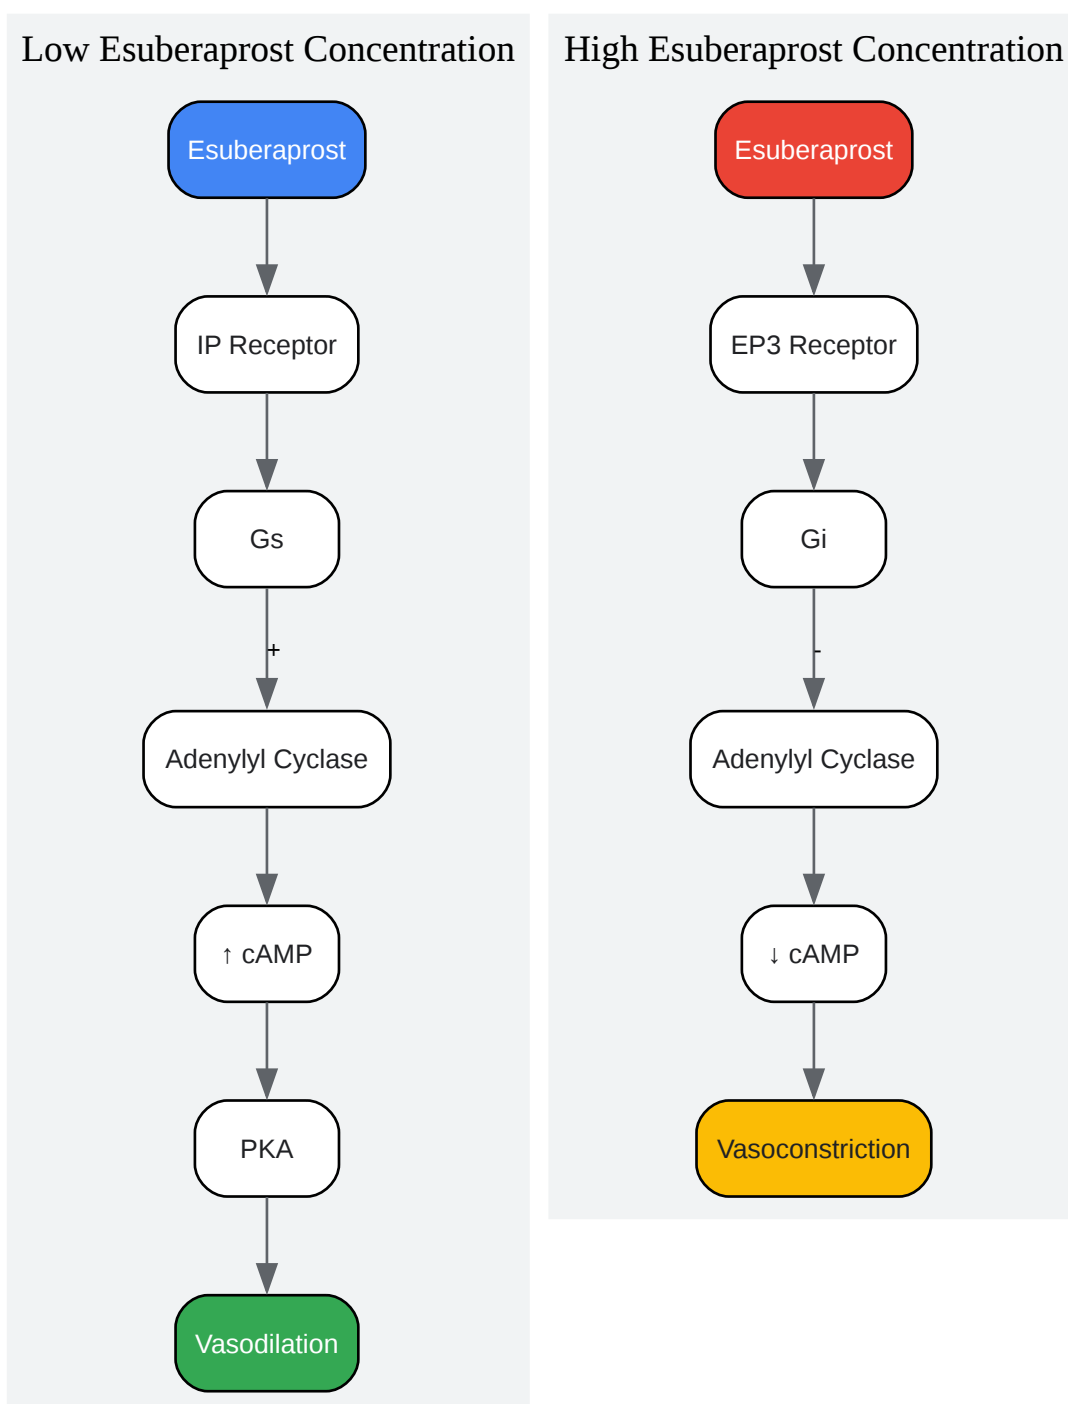 Low Esuberaprost Concentration
Esuberaprost
IP Receptor
Gs
+
Adenylyl Cyclase
↑ cAMP
PKA
Vasodilation
High Esuberaprost Concentration
Esuberaprost
EP3 Receptor
Gi
-
Adenylyl Cyclase
↓ cAMP
Vasoconstriction